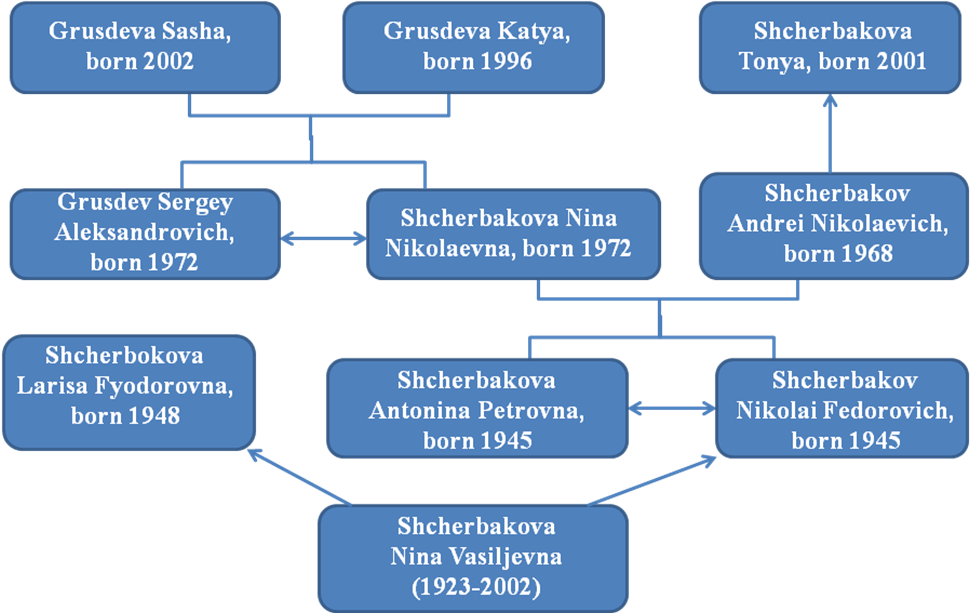 Grusdeva Sasha,
born 2002
Grusdeva Katya,
born 1996
Shcherbakova
Tonya, born 2001
Grusdev Sergey
Aleksandrovich,
born 1972
Shcherbakova Nina
Nikolaevna, born 1972
Shcherbakov
Andrei Nikolaevich,
born 1968
Shcherbokova
Larisa Fyodorovna,
born 1948
Shcherbakova
Antonina Petrovna,
born 1945
Shcherbakov
Nikolai Fedorovich,
born 1945
Shcherbakova
Nina Vasiljevna
(1923-2002)